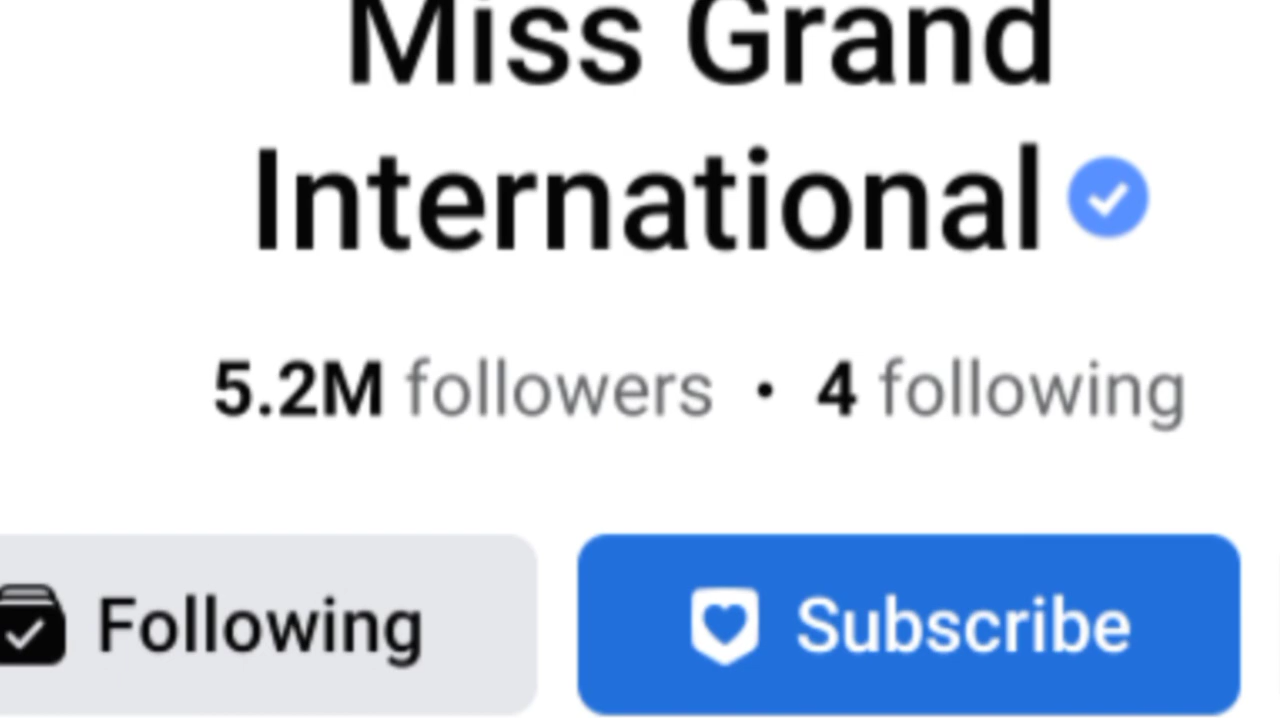 Miss Grand
International
5.2M followers • 4 following
Following
Subscribe